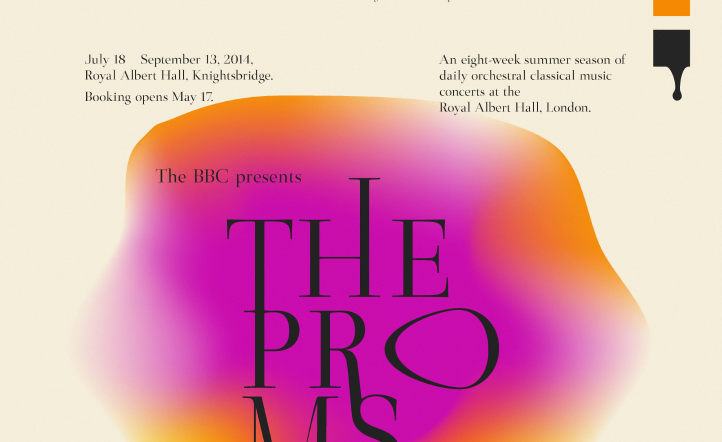 July 18 September 13, 2014,
Royal Albert Hall, Knightsbridge.
Booking opens May 17.
An eight-week summer season of
daily orchestral classical music
concerts at the
Royal Albert Hall, London.
The BBC presents
THE
PRO
MS